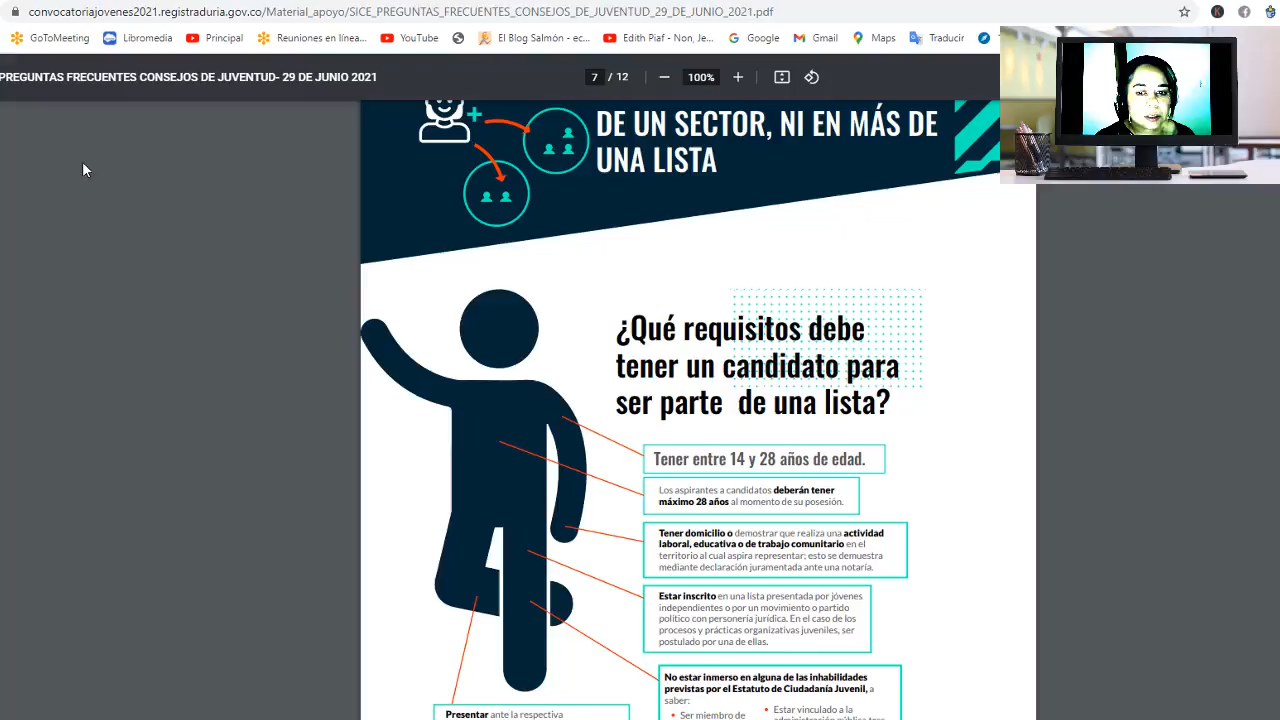 convocatoriajovenes2021.registraduria.gov.co/Material_apoyo/SICE_PREGUNTAS_FRECUENTES_CONSEJOS_DE_JUVENTUD_29_DE_JUNIO_2021.pdf
GoToMeeting Libromedia Principal Reuniones en línea... YouTube El Blog Salmón - ec... Edith Piaf - Non, Je... Google Gmail Maps Traducir
PREGUNTAS FRECUENTES CONSEJOS DE JUVENTUD- 29 DE JUNIO 2021
7 / 12
100%
DE UN SECTOR, NI EN MÁS DE
UNA LISTA
¿Qué requisitos debe
tener un candidato para
ser parte de una lista?
Tener entre 14 y 28 años de edad.
Los aspirantes a candidatos deberán tener
máximo 28 años al momento de su posesión.
Tener domicilio o demostrar que realiza una actividad
laboral, educativa o de trabajo comunitario en el
territorio al cual aspira representar; esto se demuestra
mediante declaración juramentada ante una notaría.
Estar inscrito en una lista presentada por jóvenes
independientes o por un movimiento o partido
político con personería jurídica. En el caso de los
procesos y prácticas organizativas juveniles, ser
postulado por una de ellas.
No estar inmerso en alguna de las inhabilidades
previstas por el Estatuto de Ciudadanía Juvenil, a
saber:
• Ser miembro de
• Estar vinculado a la
administración pública tres
Presentar ante la respectiva